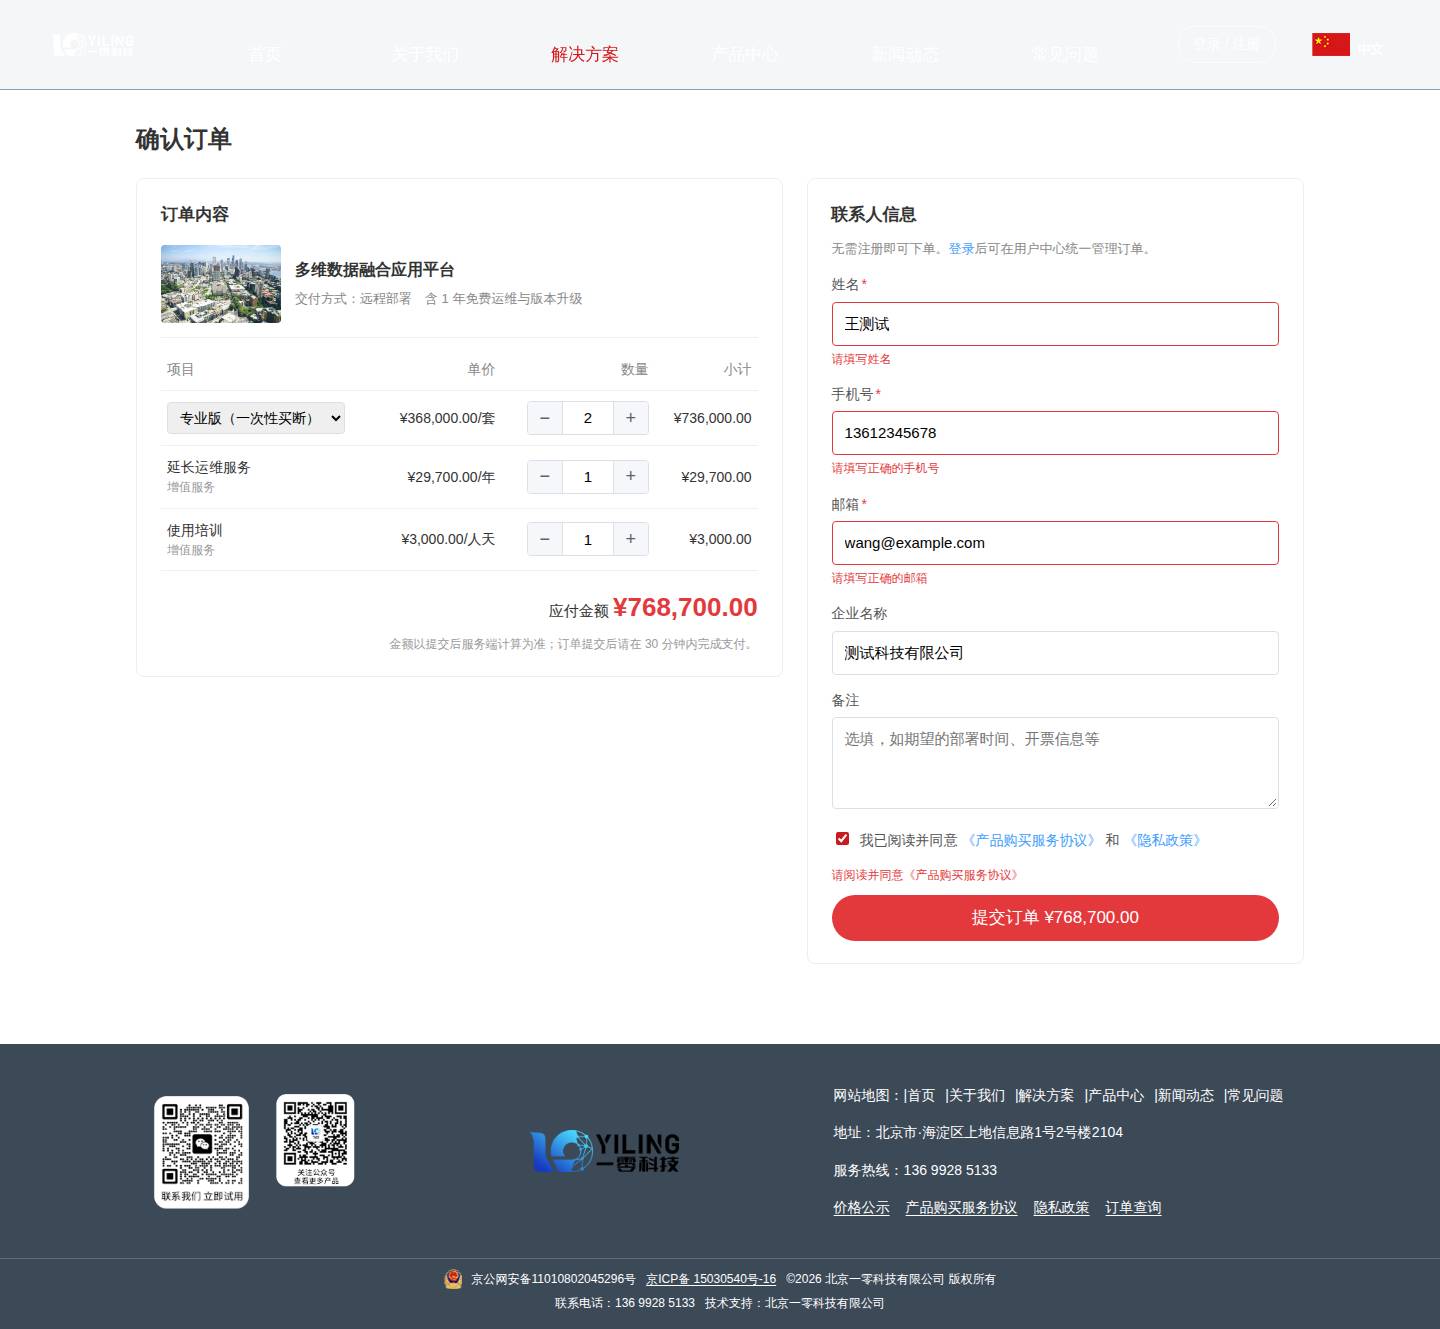 YILING
一零科技
首页 关于我们 解决方案 产品中心 新闻动态 常见问题 登录 / 注册 中文
确认订单
订单内容
多维数据融合应用平台
交付方式：远程部署 含 1 年免费运维与版本升级
项目 单价 数量 小计
专业版（一次性买断） ¥368,000.00/套 − 2 + ¥736,000.00
延长运维服务 ¥29,700.00/年 − 1 + ¥29,700.00
增值服务
使用培训 ¥3,000.00/人天 − 1 + ¥3,000.00
增值服务
应付金额 ¥768,700.00
金额以提交后服务端计算为准；订单提交后请在 30 分钟内完成支付。
联系人信息
无需注册即可下单。登录后可在用户中心统一管理订单。
姓名*
王测试
请填写姓名
手机号*
13612345678
请填写正确的手机号
邮箱*
wang@example.com
请填写正确的邮箱
企业名称
测试科技有限公司
备注
选填，如期望的部署时间、开票信息等
我已阅读并同意 《产品购买服务协议》 和 《隐私政策》
请阅读并同意《产品购买服务协议》
提交订单 ¥768,700.00
联系我们 立即试用
关注公众号
查看更多产品
YILING
一零科技
网站地图：|首页 |关于我们 |解决方案 |产品中心 |新闻动态 |常见问题
地址：北京市·海淀区上地信息路1号2号楼2104
服务热线：136 9928 5133
价格公示 产品购买服务协议 隐私政策 订单查询
京公网安备11010802045296号 京ICP备 15030540号-16 ©2026 北京一零科技有限公司 版权所有
联系电话：136 9928 5133 技术支持：北京一零科技有限公司